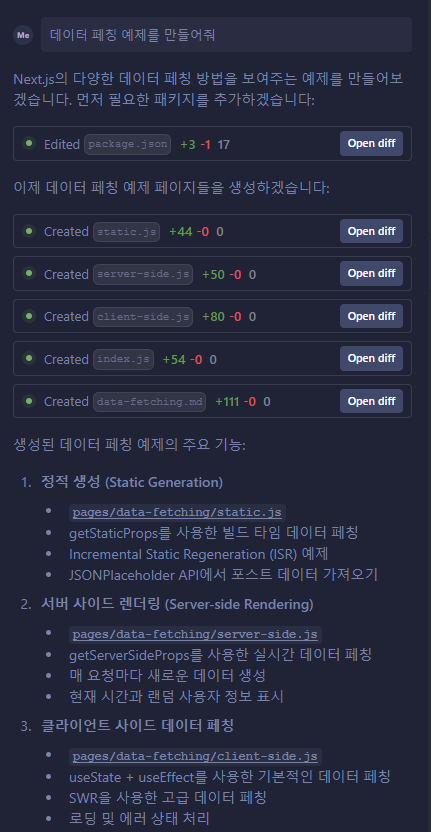 Me 데이터 페칭 예제를 만들어줘
Next.js의 다양한 데이터 페칭 방법을 보여주는 예제를 만들어보
겠습니다. 먼저 필요한 패키지를 추가하겠습니다:
Edited package.json +3 -1 17 Open diff
이제 데이터 페칭 예제 페이지들을 생성하겠습니다:
Created static.js +44 -0 0 Open diff
Created server-side.js +50 -0 0 Open diff
Created client-side.js +80 -0 0 Open diff
Created index.js +54 -0 0 Open diff
Created data-fetching.md +111 -0 0 Open diff
생성된 데이터 페칭 예제의 주요 기능:
1. 정적 생성 (Static Generation)
• pages/data-fetching/static.js
• getStaticProps를 사용한 빌드 타임 데이터 페칭
• Incremental Static Regeneration (ISR) 예제
• JSONPlaceholder API에서 포스트 데이터 가져오기
2. 서버 사이드 렌더링 (Server-side Rendering)
• pages/data-fetching/server-side.js
• getServerSideProps를 사용한 실시간 데이터 페칭
• 매 요청마다 새로운 데이터 생성
• 현재 시간과 랜덤 사용자 정보 표시
3. 클라이언트 사이드 데이터 페칭
• pages/data-fetching/client-side.js
• useState + useEffect를 사용한 기본적인 데이터 페칭
• SWR을 사용한 고급 데이터 페칭
• 로딩 및 에러 상태 처리